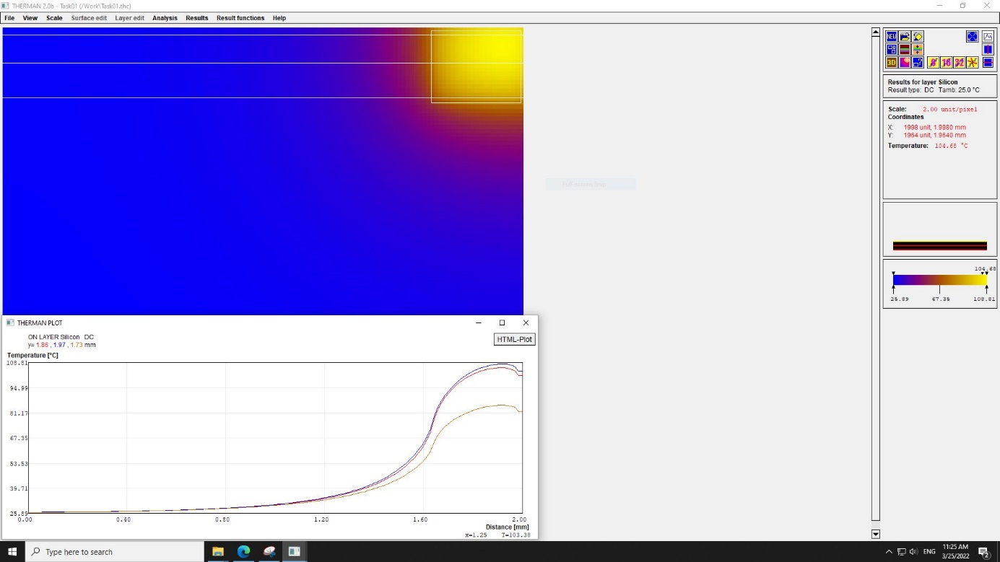 THERMAN 2.0b - Task01 (/Work\Task01.thc)
File View Scale Surface edit Layer edit Analysis Results Result functions Help
NEW
3D 8 16 32
Results for layer Silicon
Result type: DC Tamb: 25.0 °C
Scale: 2.00 unit/pixel
Coordinates
X: 1998 unit, 1.9980 mm
Y: 1964 unit, 1.9640 mm
Temperature: 104.68 °C
104.68
25.89 67.35 108.81
THERMAN PLOT
ON LAYER Silicon DC
y= 1.86 , 1.97 , 1.73 mm
HTML-Plot
Temperature [°C]
108.81
94.99
81.17
67.35
53.53
39.71
25.89
0.00 0.40 0.80 1.20 1.60 2.00
Distance [mm]
x=1.25 T=103.38
Type here to search
ENG
11:25 AM
3/25/2022
2